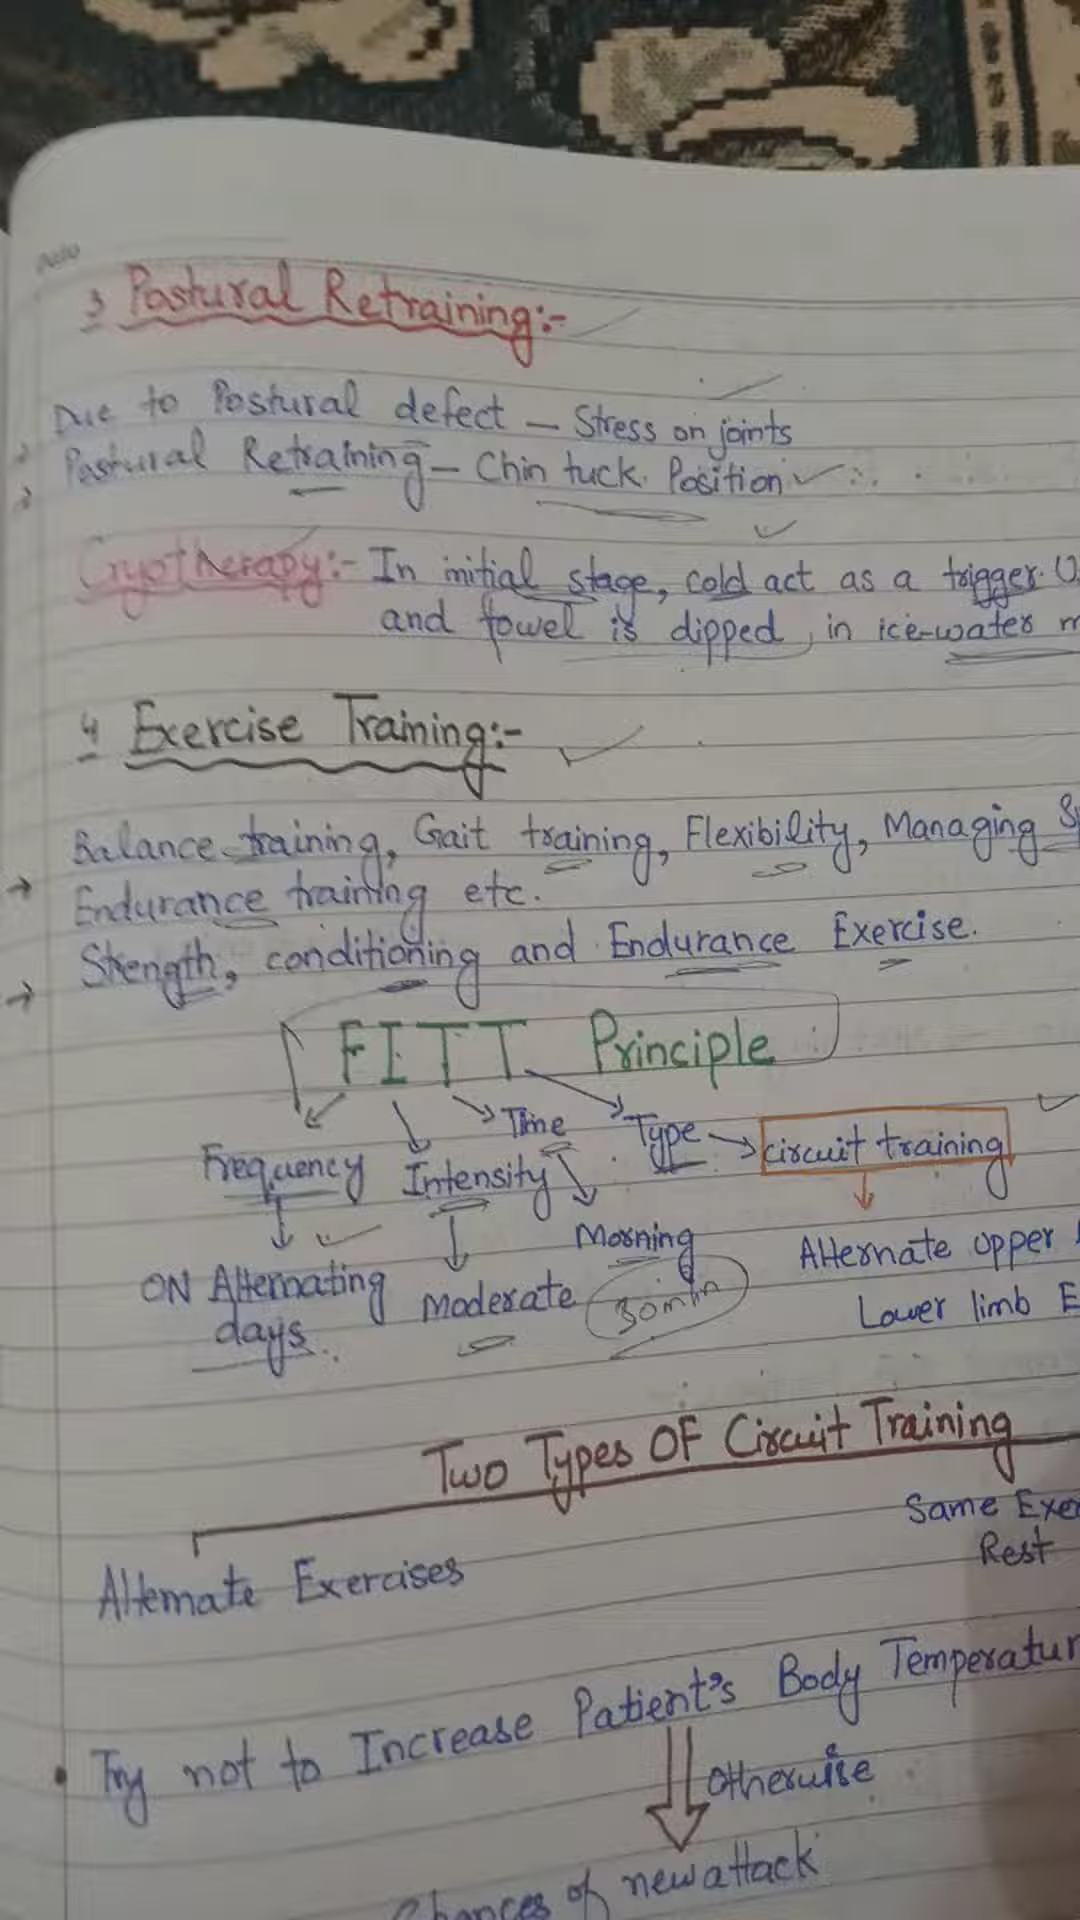 3 Postural Retraining:-
Due to Postural defect - Stress on joints
Postural Retraining - Chin tuck Position
Cryotherapy:- In initial stage, cold act as a trigger.
and towel is dipped in ice-water
4 Exercise Training:-
Balance training, Gait training, Flexibility, Managing
→ Endurance training etc.
→ Strength, conditioning and Endurance Exercise.
FITT Principle
Frequency Intensity Time Type → circuit training
ON Alternating days. Moderate Morning 30 min Alternate upper
Lower limb
Two Types OF Circuit Training
Alternate Exercises Same
Rest
• Try not to Increase Patient's Body
Otherwise
Chances of new attack